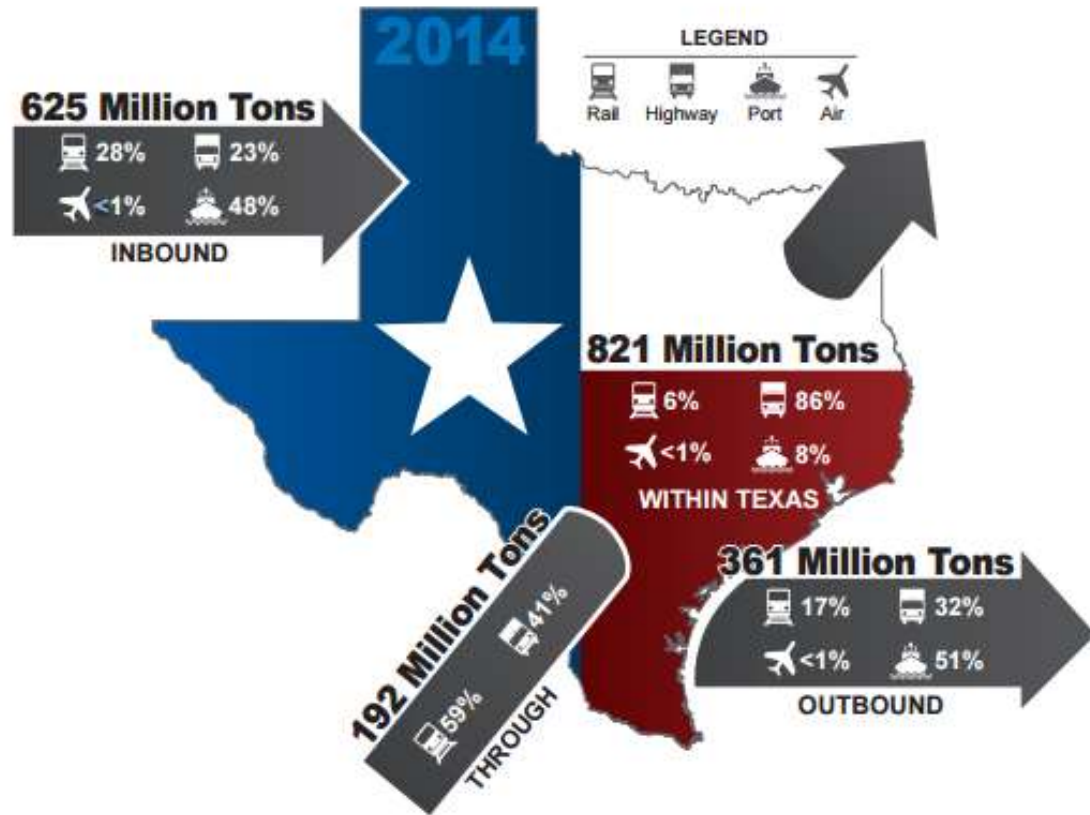 2014
LEGEND
Rail Highway Port Air
625 Million Tons
28% 23%
<1% 48%
INBOUND
821 Million Tons
6% 86%
<1% 8%
WITHIN TEXAS
192 Million Tons
59% 41%
THROUGH
361 Million Tons
17% 32%
<1% 51%
OUTBOUND